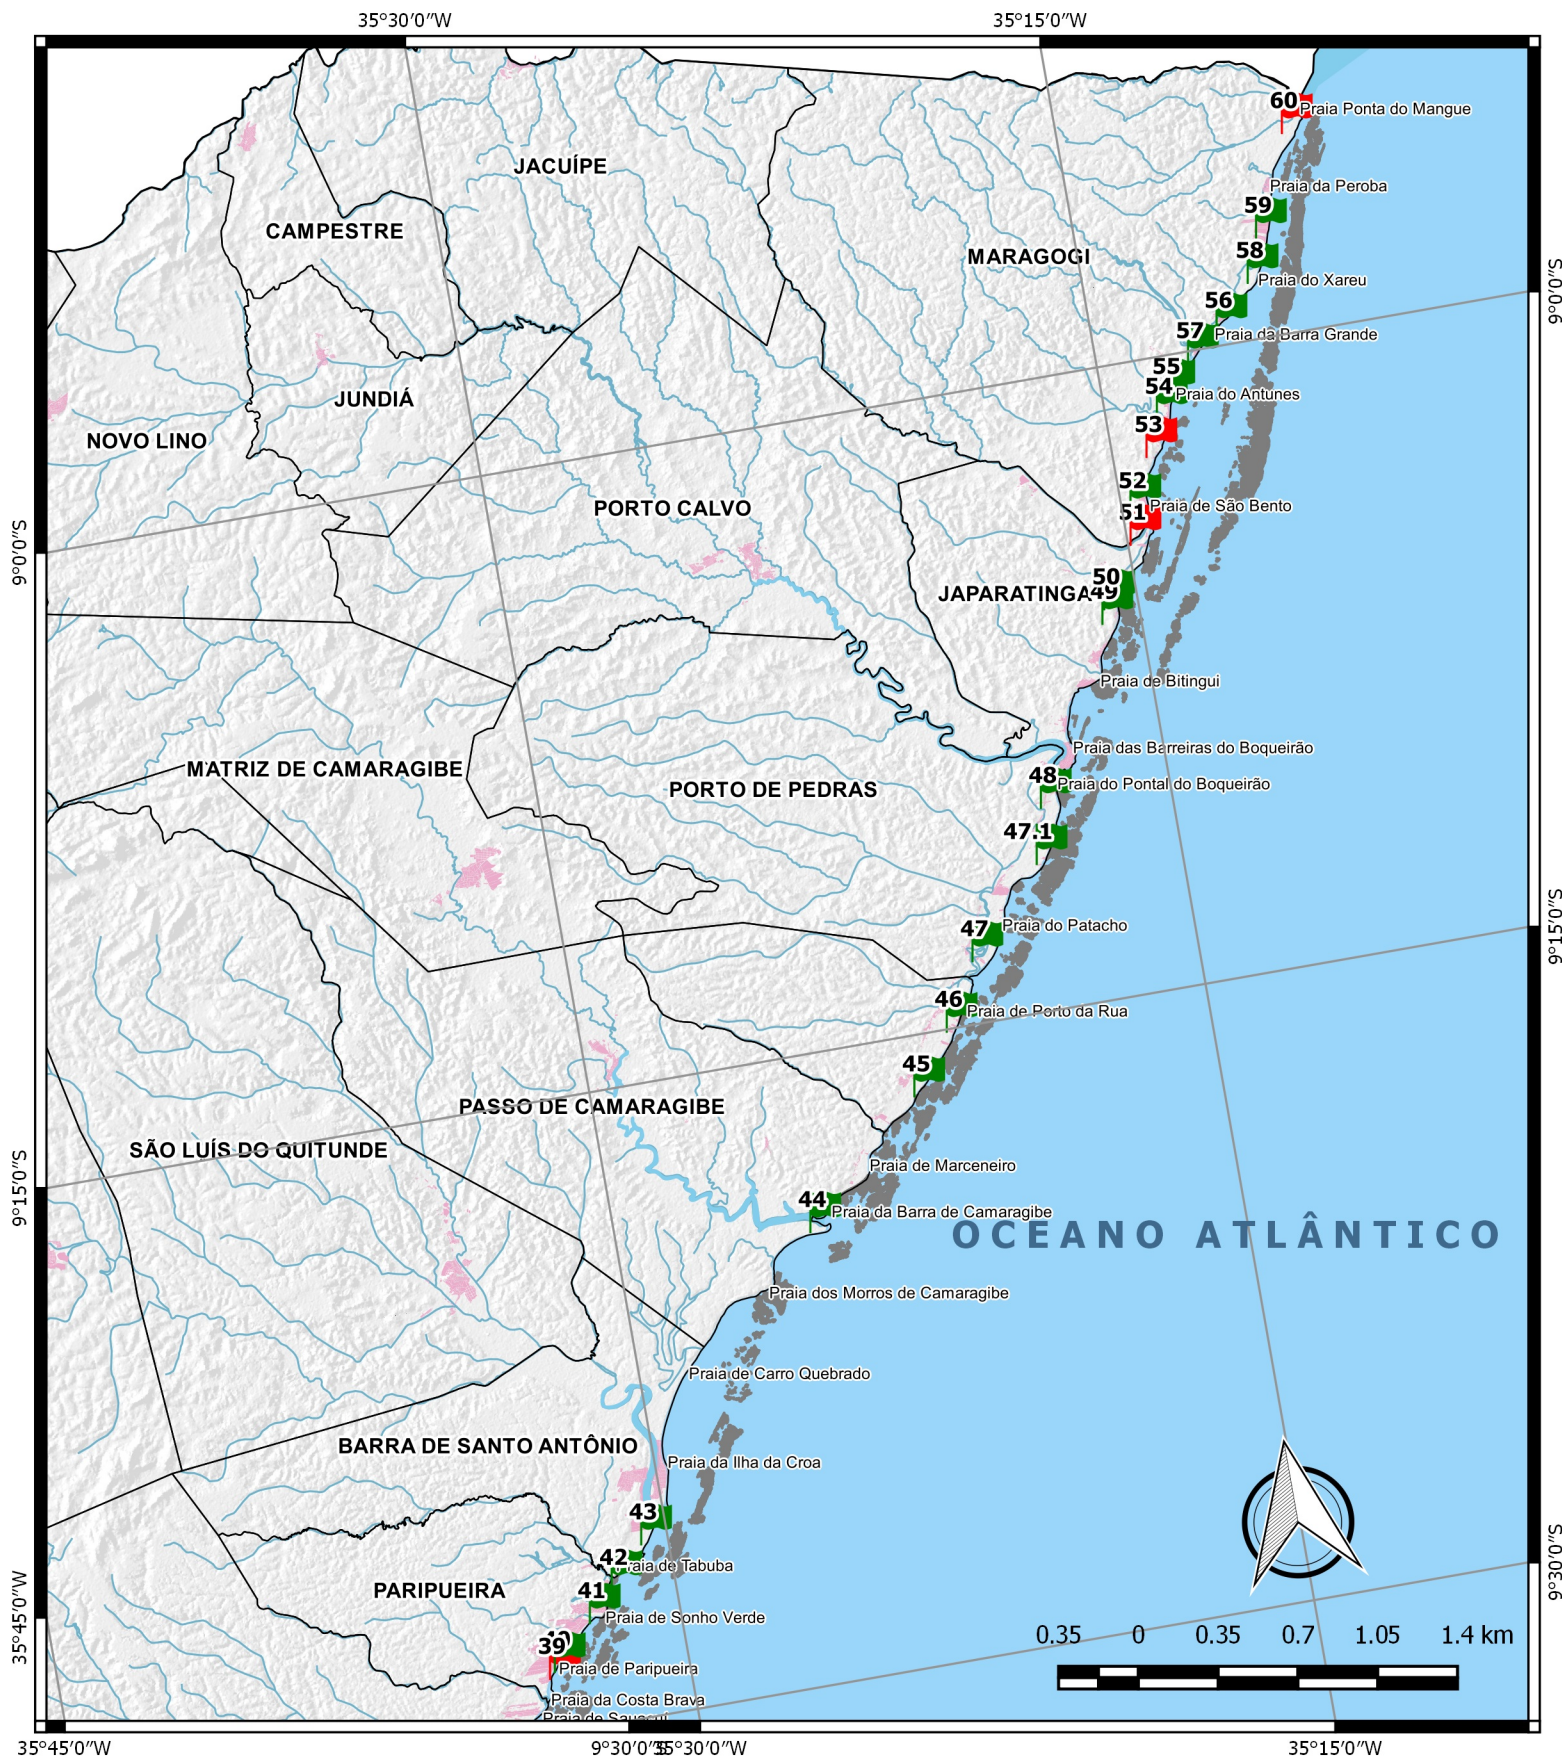 35°30′0″W
35°15′0″W
60
Praia Ponta do Mangue
JACUÍPE
Praia da Peroba
59
CAMPESTRE
58
MARAGOGI
Praia do Xareu
9°0′0″S
56
57
Praia da Barra Grande
55
54
Praia do Antunes
JUNDIÁ
53
NOVO LINO
52
PORTO CALVO
51
Praia de São Bento
9°0′0″S
50
JAPARATINGA
49
Praia de Bitingui
Praia das Barreiras do Boqueirão
MATRIZ DE CAMARAGIBE
48
Praia do Pontal do Boqueirão
PORTO DE PEDRAS
47.1
47
Praia do Patacho
9°15′0″S
46
Praia de Porto da Rua
45
PASSO DE CAMARAGIBE
SÃO LUÍS DO QUITUNDE
Praia de Marceneiro
9°15′0″S
44
Praia da Barra de Camaragibe
OCEANO ATLÂNTICO
Praia dos Morros de Camaragibe
Praia de Carro Quebrado
BARRA DE SANTO ANTÔNIO
Praia da Ilha da Croa
43
42
Praia de Tabuba
9°30′0″S
PARIPUEIRA
41
Praia de Sonho Verde
35°45′0″W
40
39
0.35 0 0.35 0.7 1.05 1.4 km
Praia de Paripueira
Praia da Costa Brava
Praia de Sauaçuí
35°45′0″W
9°30′0″S
35°30′0″W
35°15′0″W